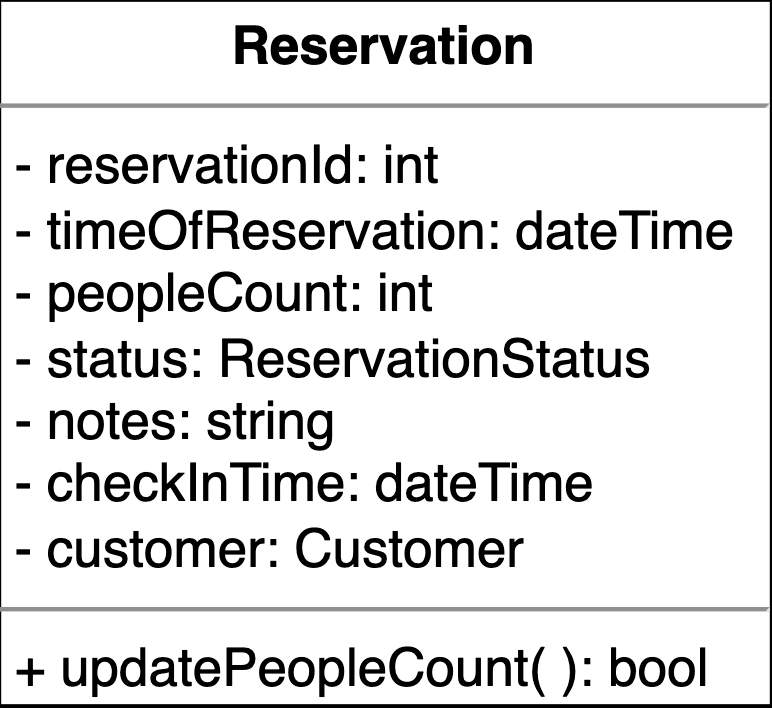 Reservation
- reservationId: int
- timeOfReservation: dateTime
- peopleCount: int
- status: ReservationStatus
- notes: string
- checkInTime: dateTime
- customer: Customer
+ updatePeopleCount( ): bool